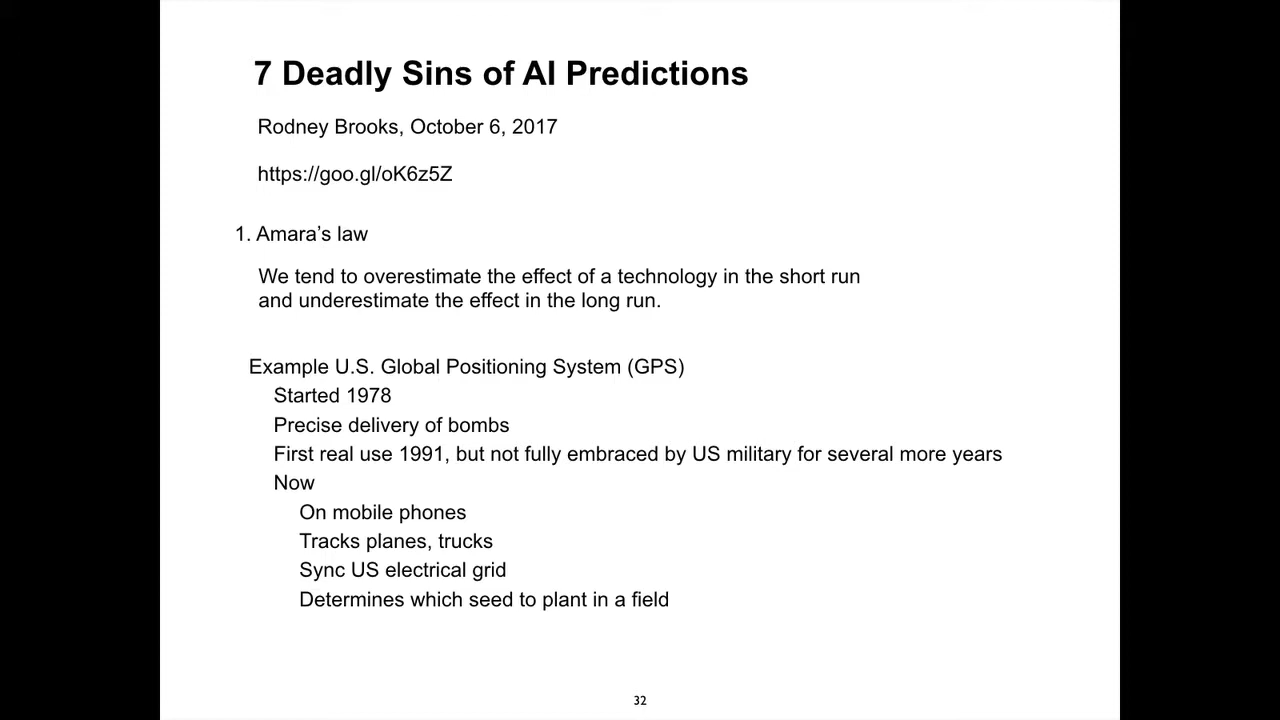 7 Deadly Sins of AI Predictions
Rodney Brooks, October 6, 2017
https://goo.gl/oK6z5Z
1. Amara’s law
We tend to overestimate the effect of a technology in the short run
and underestimate the effect in the long run.
Example U.S. Global Positioning System (GPS)
Started 1978
Precise delivery of bombs
First real use 1991, but not fully embraced by US military for several more years
Now
On mobile phones
Tracks planes, trucks
Sync US electrical grid
Determines which seed to plant in a field
32